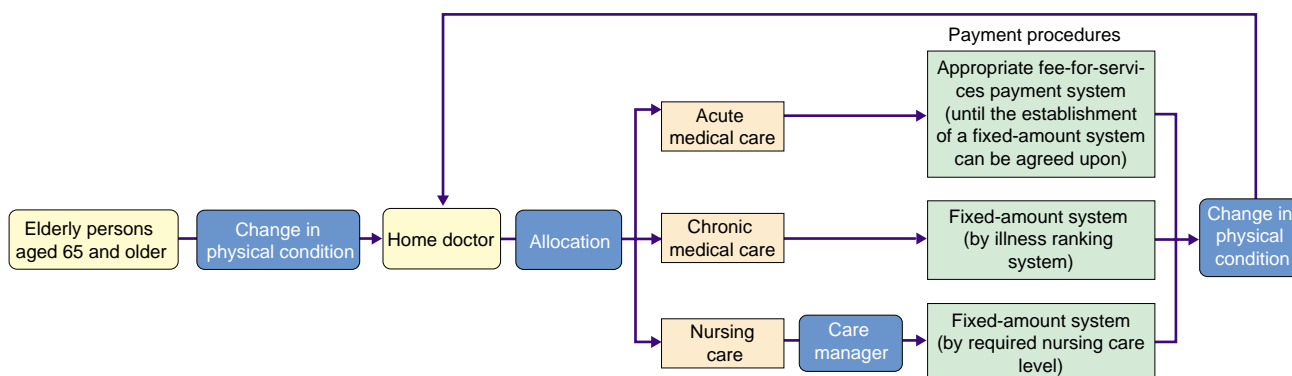 Payment procedures
Elderly persons
aged 65 and older
Change in
physical condition
Home doctor
Allocation
Acute
medical care
Appropriate fee-for-servi-
ces payment system
(until the establishment
of a fixed-amount system
can be agreed upon)
Chronic
medical care
Fixed-amount system
(by illness ranking
system)
Nursing
care
Care
manager
Fixed-amount system
(by required nursing care
level)
Change in
physical
condition